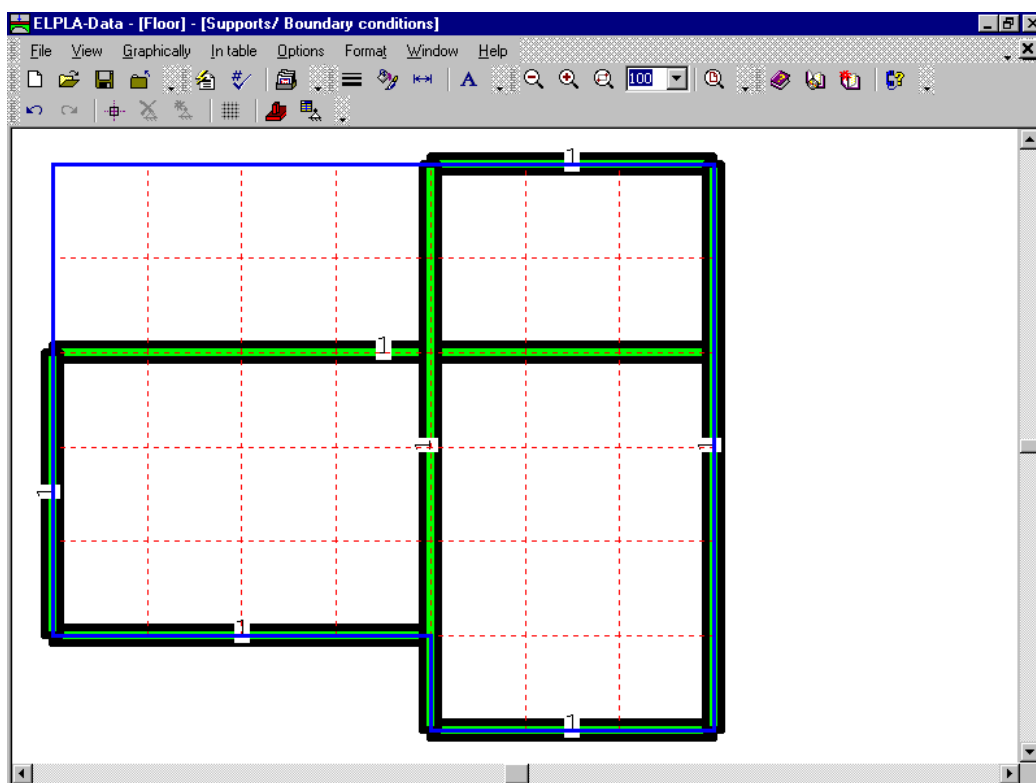 ELPLA-Data - [Floor] - [Supports/ Boundary conditions]
File View Graphically In table Options Format Window Help
A 100
1
1
1 1
1
1
1